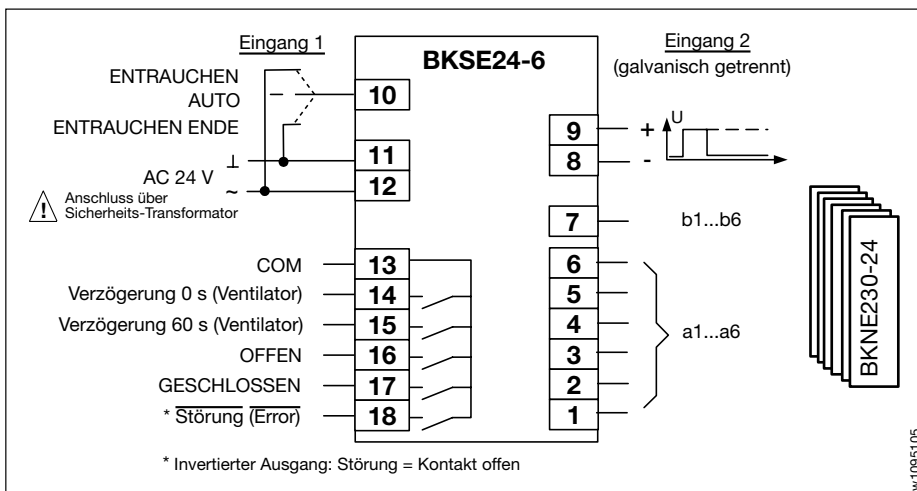 Eingang 1
BKSE24-6
Eingang 2
(galvanisch getrennt)
ENTRAUCHEN
AUTO
ENTRAUCHEN ENDE
10
11
12
⊥
AC 24 V
~
! Anschluss über
Sicherheits-Transformator
9
8
+
-
U
7
b1...b6
COM
Verzögerung 0 s (Ventilator)
Verzögerung 60 s (Ventilator)
OFFEN
GESCHLOSSEN
* Störung (Error)
13
14
15
16
17
18
6
5
4
3
2
1
a1...a6
BKNE230-24
* Invertierter Ausgang: Störung = Kontakt offen
w1095105